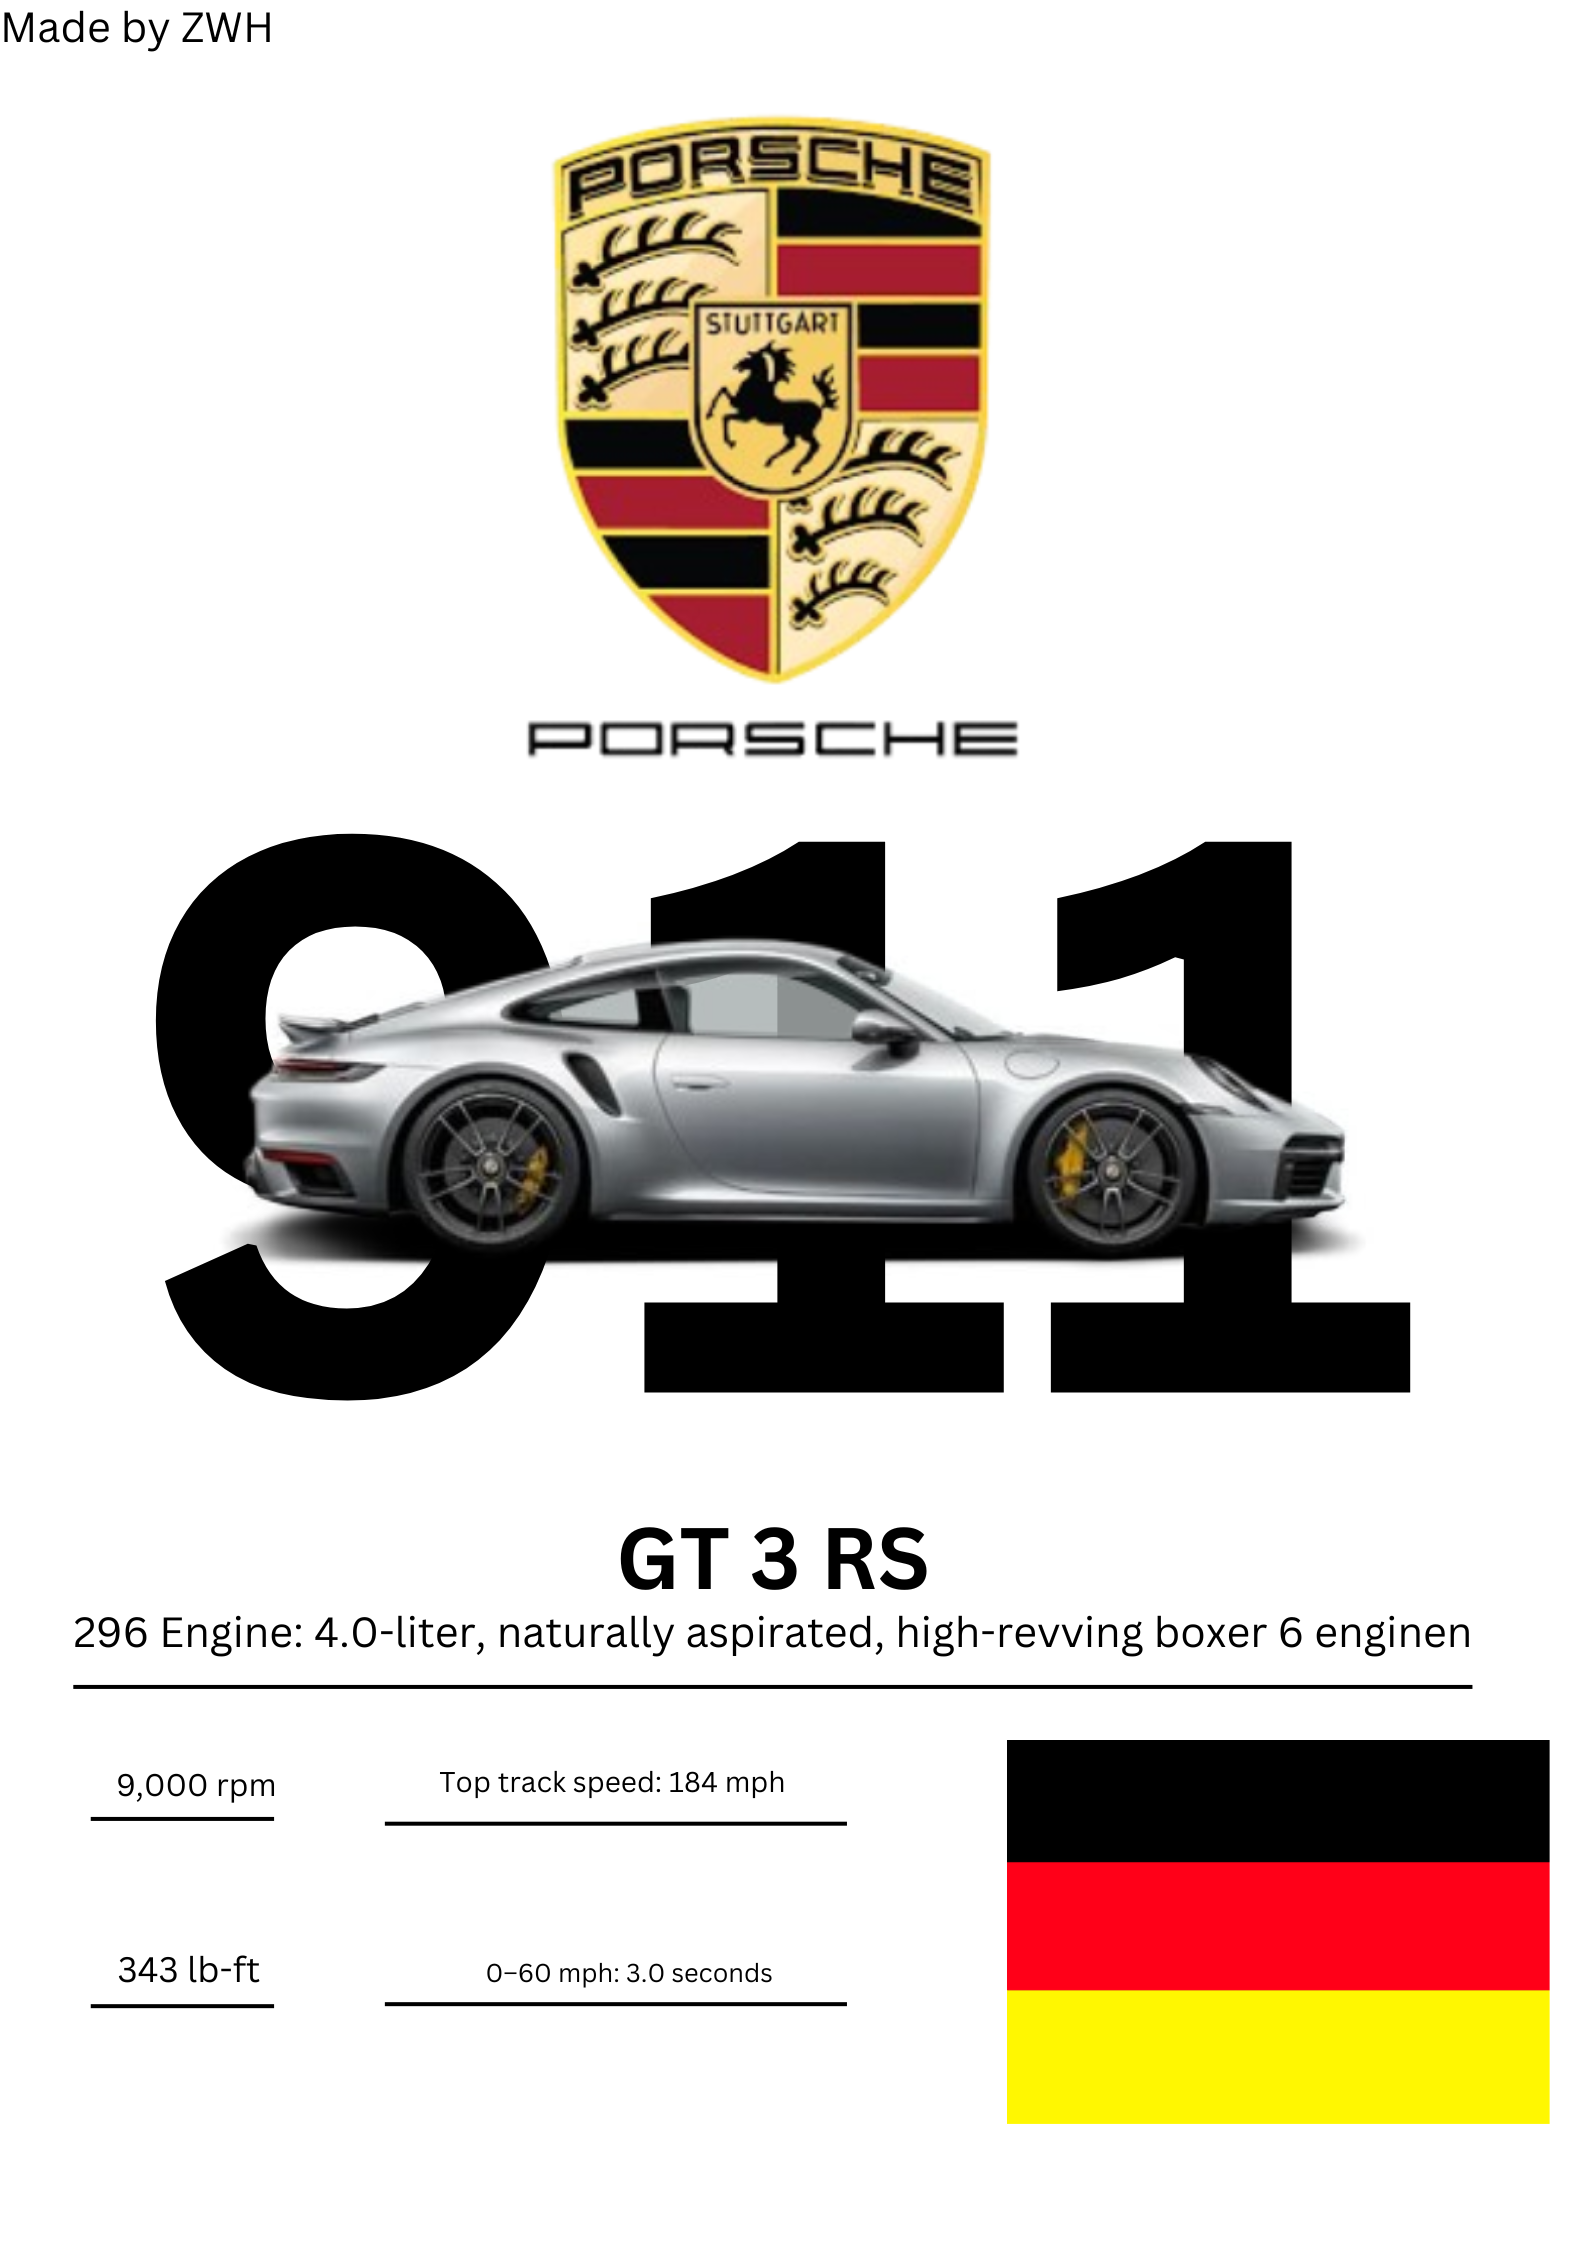 Made by ZWH
PORSCHE
STUTTGART
PORSCHE
911
GT 3 RS
296 Engine: 4.0-liter, naturally aspirated, high-revving boxer 6 enginen
9,000 rpm
Top track speed: 184 mph
343 lb-ft
0–60 mph: 3.0 seconds